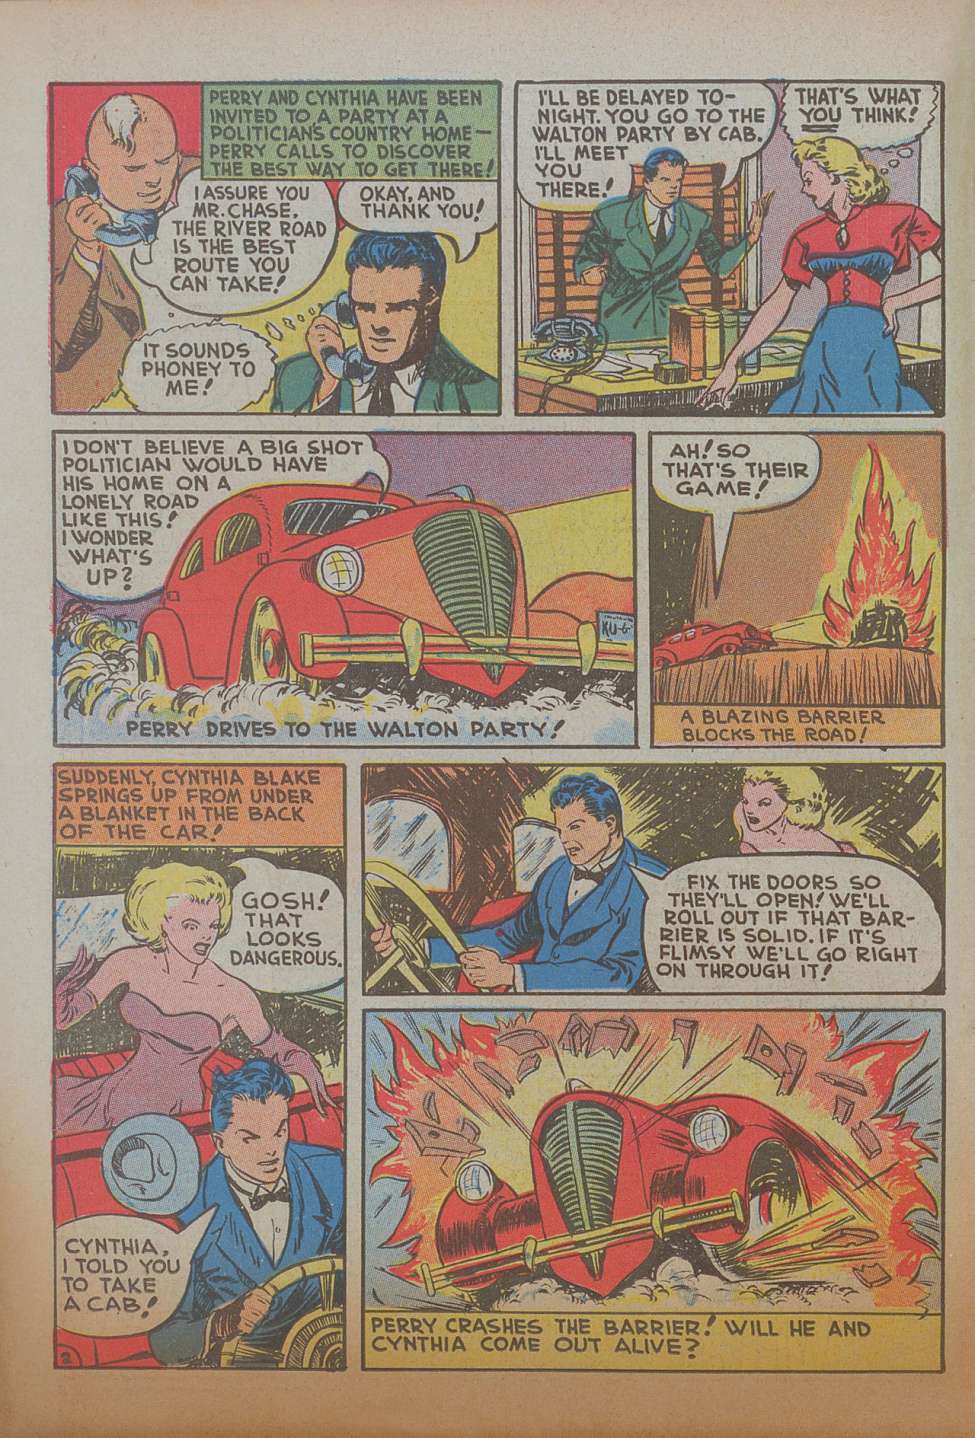 PERRY AND CYNTHIA HAVE BEEN
INVITED TO A PARTY AT A
POLITICIAN'S COUNTRY HOME—
PERRY CALLS TO DISCOVER
THE BEST WAY TO GET THERE!
I ASSURE YOU
MR. CHASE,
THE RIVER ROAD
IS THE BEST
ROUTE YOU
CAN TAKE!
OKAY, AND
THANK YOU!
IT SOUNDS
PHONEY TO
ME!
I'LL BE DELAYED TO-
NIGHT. YOU GO TO THE
WALTON PARTY BY CAB.
I'LL MEET
YOU
THERE!
THAT'S WHAT
YOU THINK!
I DON'T BELIEVE A BIG SHOT
POLITICIAN WOULD HAVE
HIS HOME ON A
LONELY ROAD
LIKE THIS!
I WONDER
WHAT'S
UP?
KU-6-
PERRY DRIVES TO THE WALTON PARTY!
AH! SO
THAT'S THEIR
GAME!
A BLAZING BARRIER
BLOCKS THE ROAD!
SUDDENLY, CYNTHIA BLAKE
SPRINGS UP FROM UNDER
A BLANKET IN THE BACK
OF THE CAR!
GOSH!
THAT
LOOKS
DANGEROUS.
CYNTHIA,
I TOLD YOU
TO TAKE
A CAB!
2
FIX THE DOORS SO
THEY'LL OPEN! WE'LL
ROLL OUT IF THAT BAR-
RIER IS SOLID. IF IT'S
FLIMSY WE'LL GO RIGHT
ON THROUGH IT!
PERRY CRASHES THE BARRIER! WILL HE AND
CYNTHIA COME OUT ALIVE?